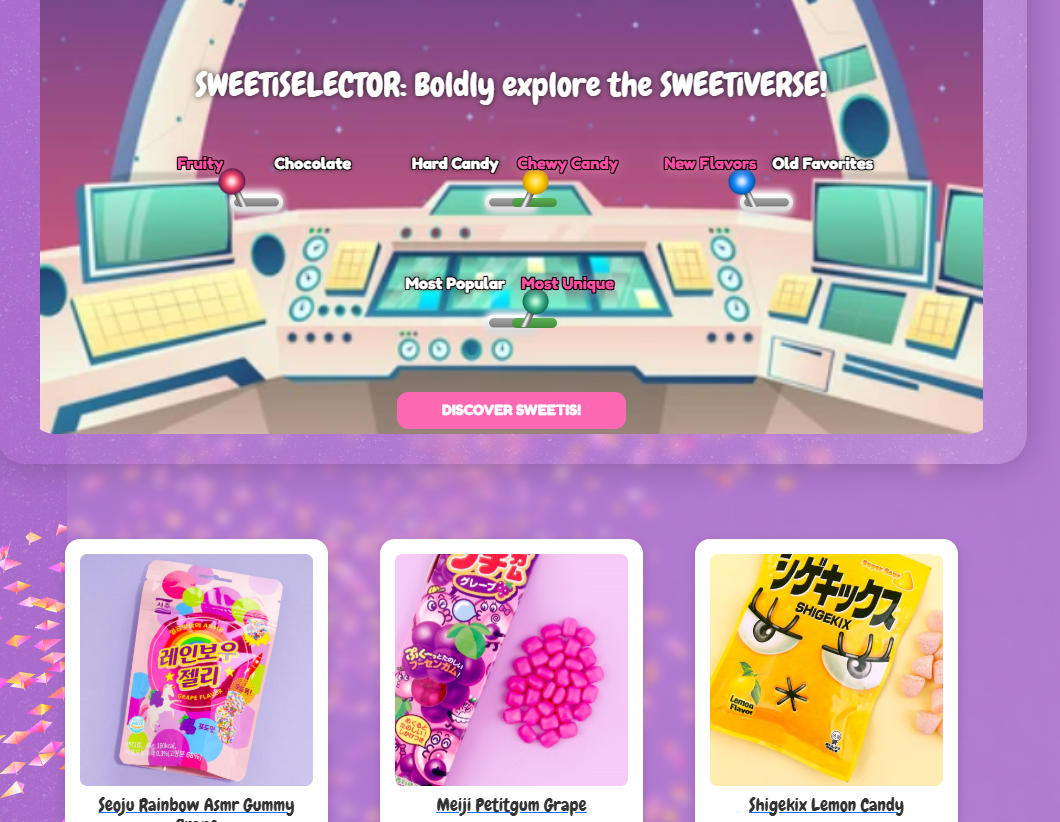 SWEETiSELECTOR: Boldly explore the SWEETiVERSE!
Fruity Chocolate Hard Candy Chewy Candy New Flavors Old Favorites
Most Popular Most Unique
DISCOVER SWEETIS!
레인보우
젤리
GRAPE FLAVOR
グレープ
ぷくーっとたのしい
フーセンガム!
Super Sour
シゲキックス
SHIGEKIX
Lemon
Flavor
Seoju Rainbow Asmr Gummy
Meiji Petitgum Grape
Shigekix Lemon Candy